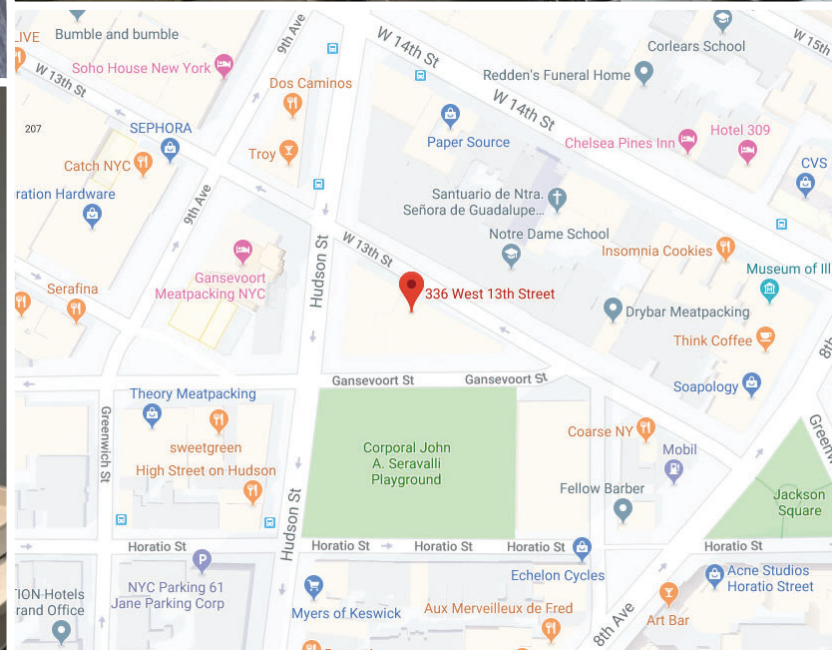 LIVE
Bumble and bumble
9th Ave
W 14th St
Corlears School
W 15th
Soho House New York
Redden's Funeral Home
W 13th St
Dos Caminos
W 14th St
207
SEPHORA
Paper Source
Chelsea Pines Inn
Hotel 309
Catch NYC
Troy
CVS
ration Hardware
9th Ave
Santuario de Ntra.
Señora de Guadalupe...
Notre Dame School
W 13th St
Insomnia Cookies
Gansevoort
Meatpacking NYC
Hudson St
Museum of Ill
Serafina
336 West 13th Street
Drybar Meatpacking
Think Coffee
8th
Gansevoort St
Gansevoort St
Soapology
Theory Meatpacking
Greenwich St
sweetgreen
High Street on Hudson
Corporal John
A. Seravalli
Playground
Coarse NY
Mobil
Greenw
Fellow Barber
Jackson
Square
Hudson St
Horatio St
Horatio St
Horatio St
Horatio St
Horatio St
P
NYC Parking 61
Jane Parking Corp
Echelon Cycles
Acne Studios
Horatio Street
TION Hotels
rand Office
Myers of Keswick
Aux Merveilleux de Fred
8th Ave
Art Bar